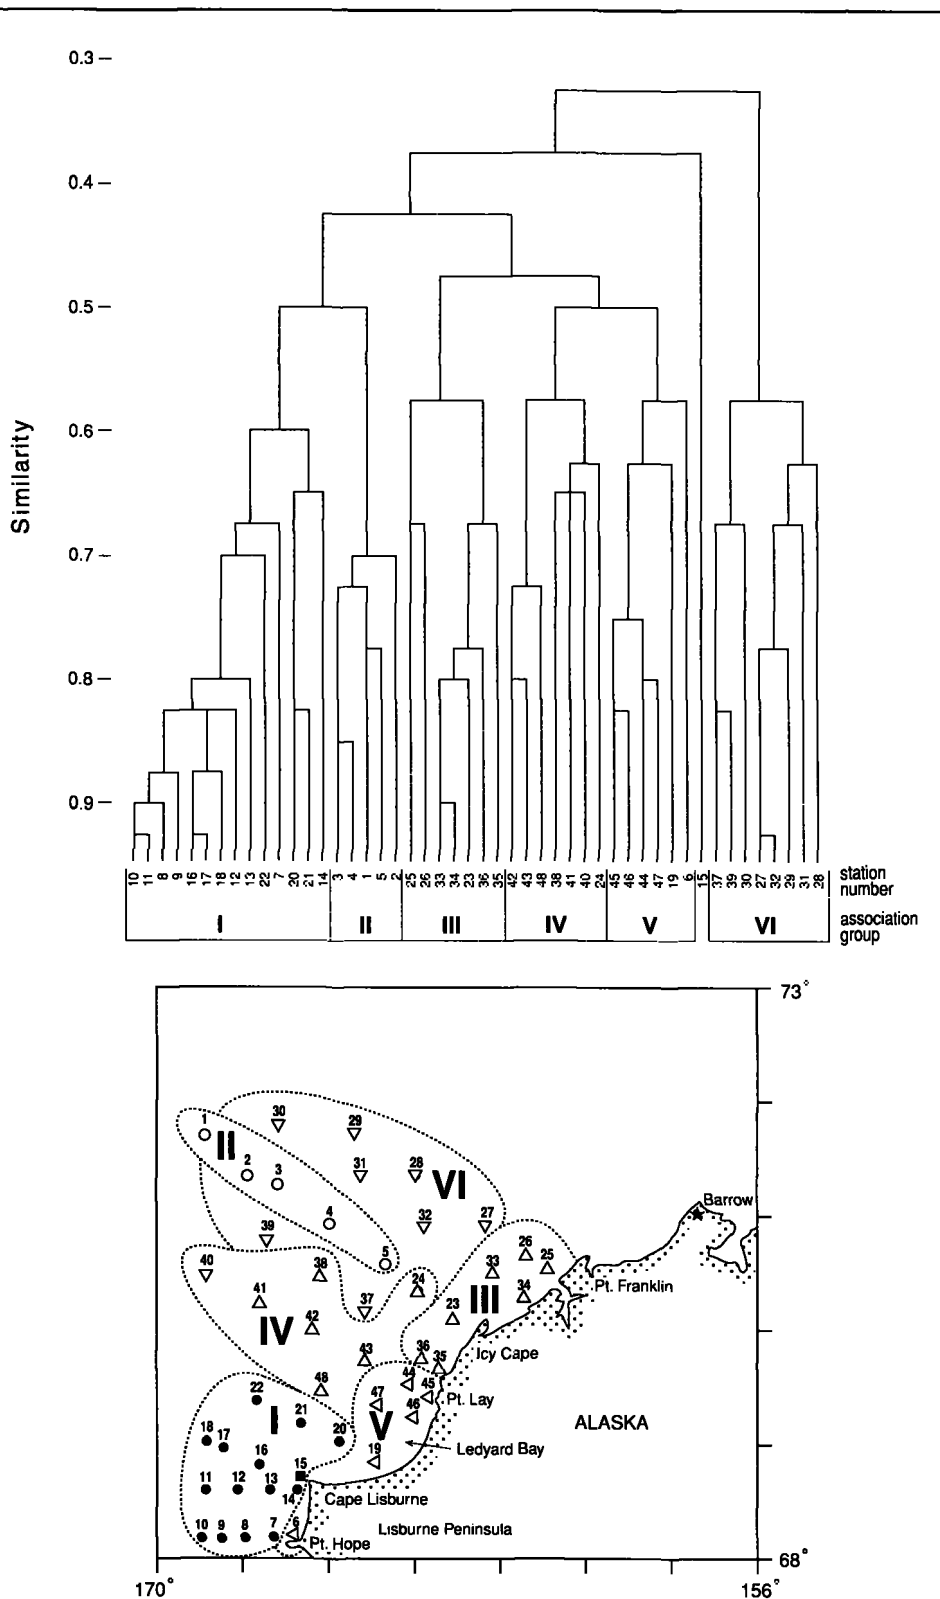 0.3
0.4
0.5
0.6
0.7
0.8
0.9
Similarity
10 11 8 9 16 17 18 12 13 22 7 20 21 14 3 4 1 5 2 25 26 33 34 23 36 35 42 43 48 38 41 40 24 45 46 44 47 19 6 15 37 39 30 27 32 29 31 28
station number
I II III IV V VI
association group
73°
1
30
29
II
2
3
31
28
VI
Barrow
4
32
27
39
5
26
25
40
38
33
24
34
Pt. Franklin
41
37
23
III
42
IV
43
36
35
Icy Cape
48
44
45
Pt. Lay
22
I
21
47
46
V
ALASKA
18
17
20
Ledyard Bay
16
15
19
11
12
13
14
Cape Lisburne
10
9
8
7
6
Lisburne Peninsula
Pt. Hope
68°
170°
156°